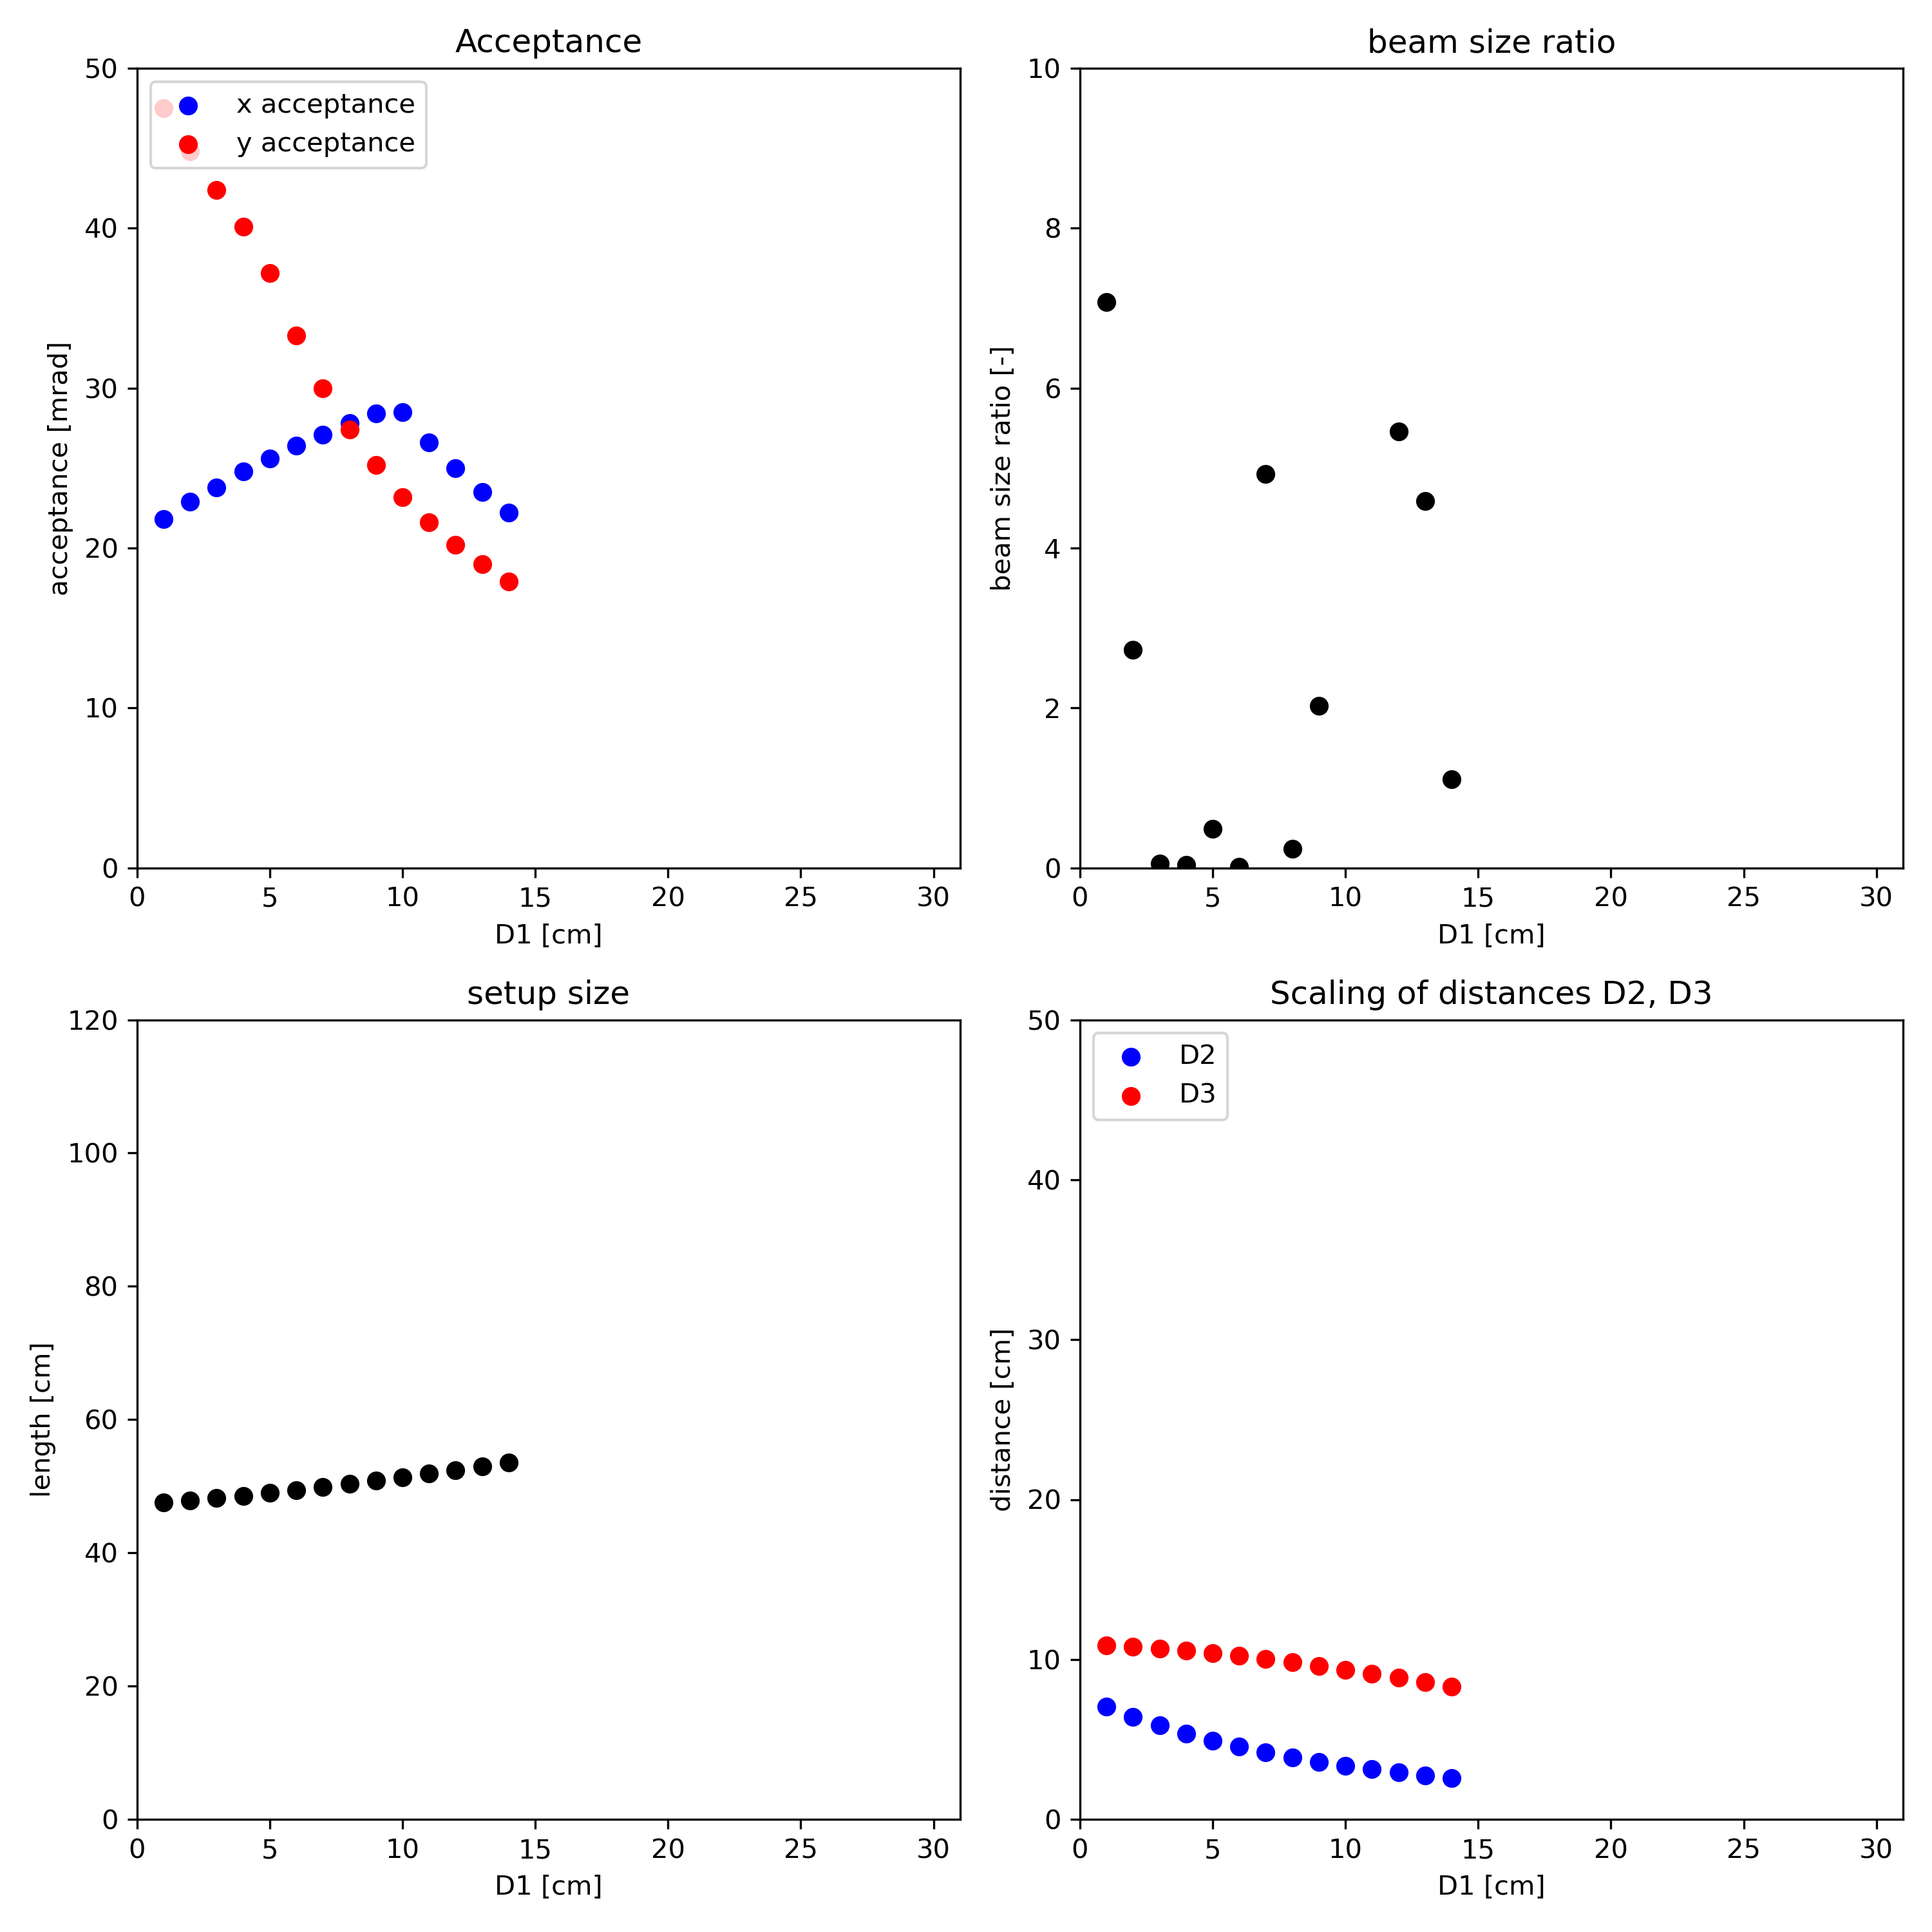 Acceptance
50
40
30
20
10
0
acceptance [mrad]
x acceptance
y acceptance
0 5 10 15 20 25 30
D1 [cm]
beam size ratio
10
8
6
4
2
0
beam size ratio [-]
0 5 10 15 20 25 30
D1 [cm]
setup size
120
100
80
60
40
20
0
length [cm]
0 5 10 15 20 25 30
D1 [cm]
Scaling of distances D2, D3
50
40
30
20
10
0
distance [cm]
D2
D3
0 5 10 15 20 25 30
D1 [cm]